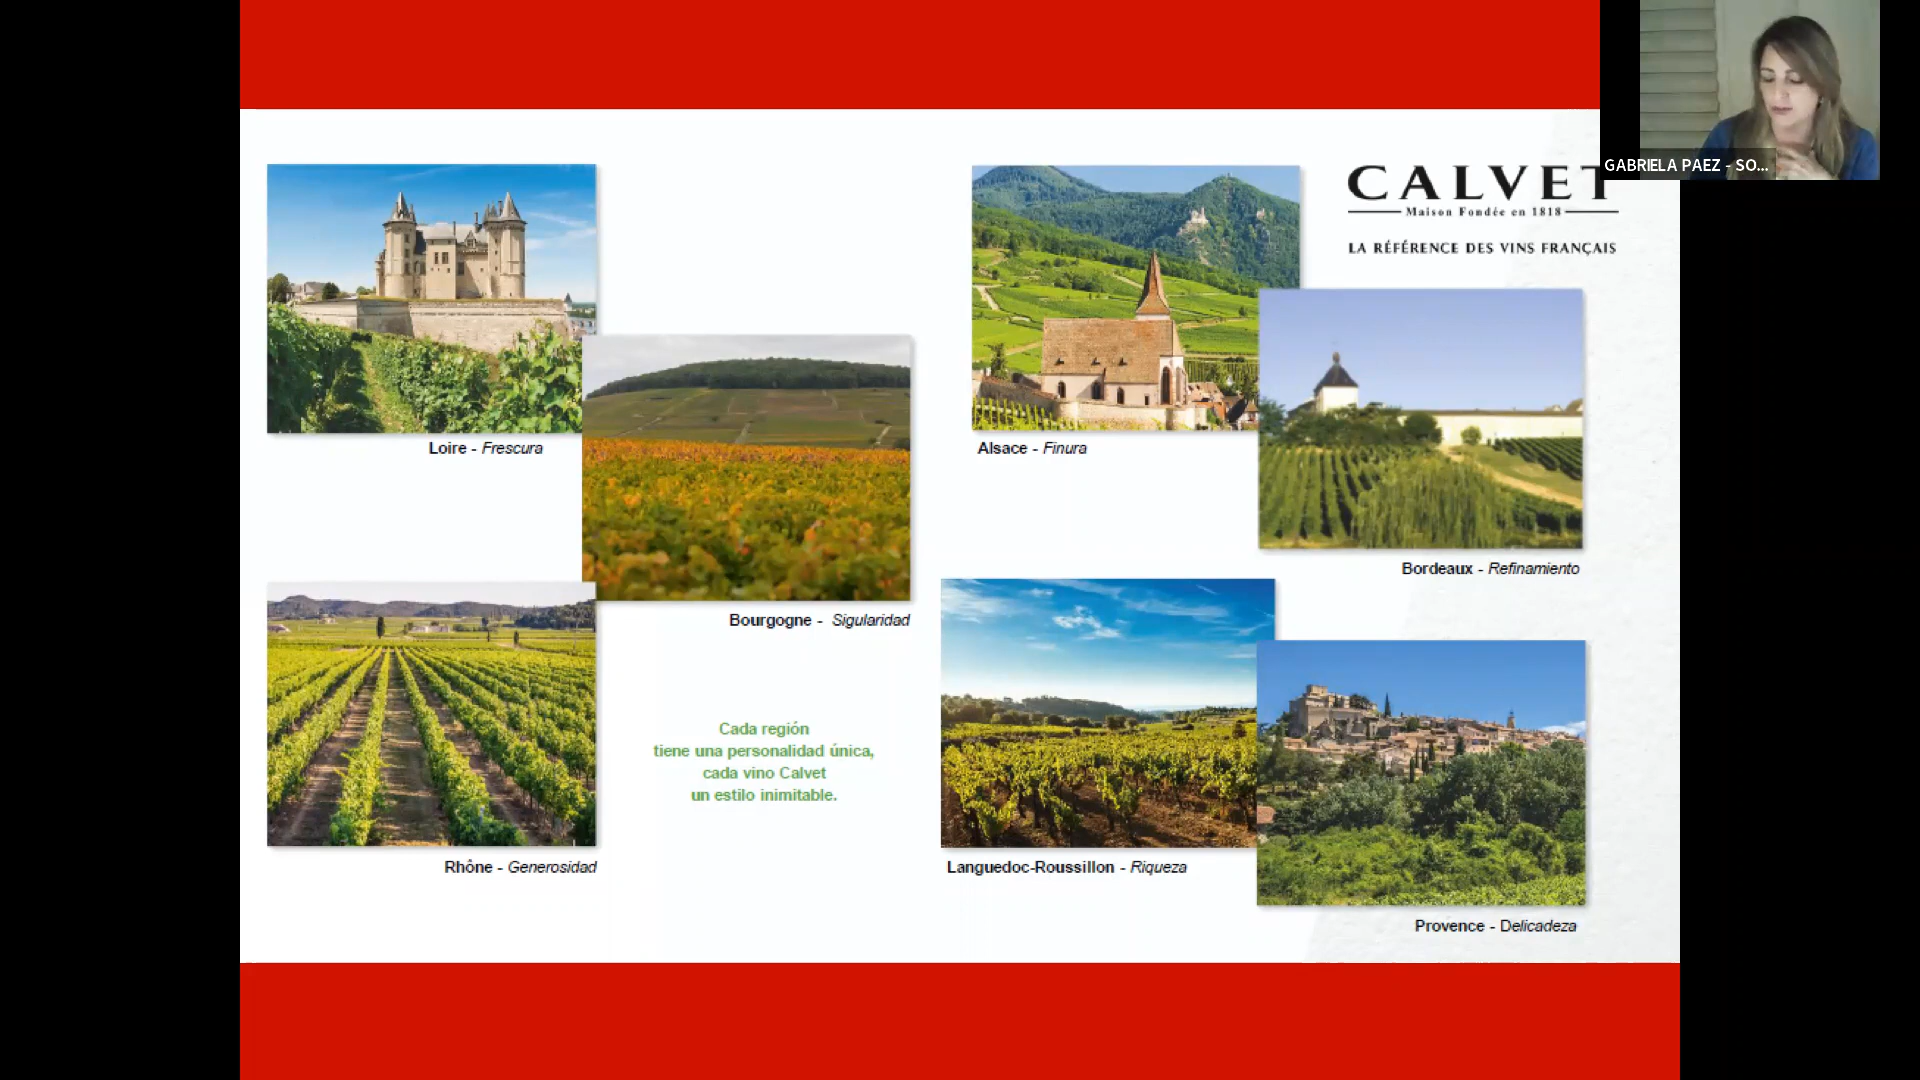 CALVET
Maison Fondée en 1818
LA RÉFÉRENCE DES VINS FRANÇAIS
GABRIELA PAEZ - SO...
Loire - Frescura
Alsace - Finura
Bordeaux - Refinamiento
Bourgogne - Sigularidad
Cada región
tiene una personalidad única,
cada vino Calvet
un estilo inimitable.
Rhône - Generosidad
Languedoc-Roussillon - Riqueza
Provence - Delicadeza